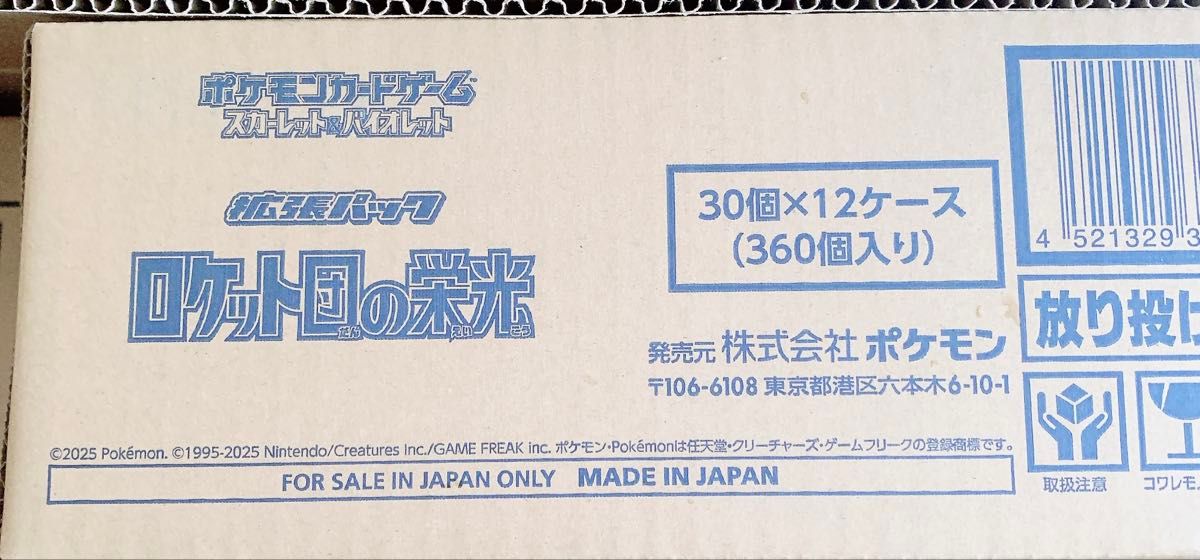 ポケモンカードゲーム
スカーレット&バイオレット
拡張パック
ロケット団の栄光
だん えい こう
30個×12ケース
(360個入り)
発売元 株式会社 ポケモン
〒106-6108 東京都港区六本木6-10-1
©2025 Pokémon. ©1995-2025 Nintendo/Creatures Inc./GAME FREAK inc. ポケモン・Pokémonは任天堂・クリーチャーズ・ゲームフリークの登録商標です。
FOR SALE IN JAPAN ONLY MADE IN JAPAN
4 521329 3
放り投げ
取扱注意
コワレモノ